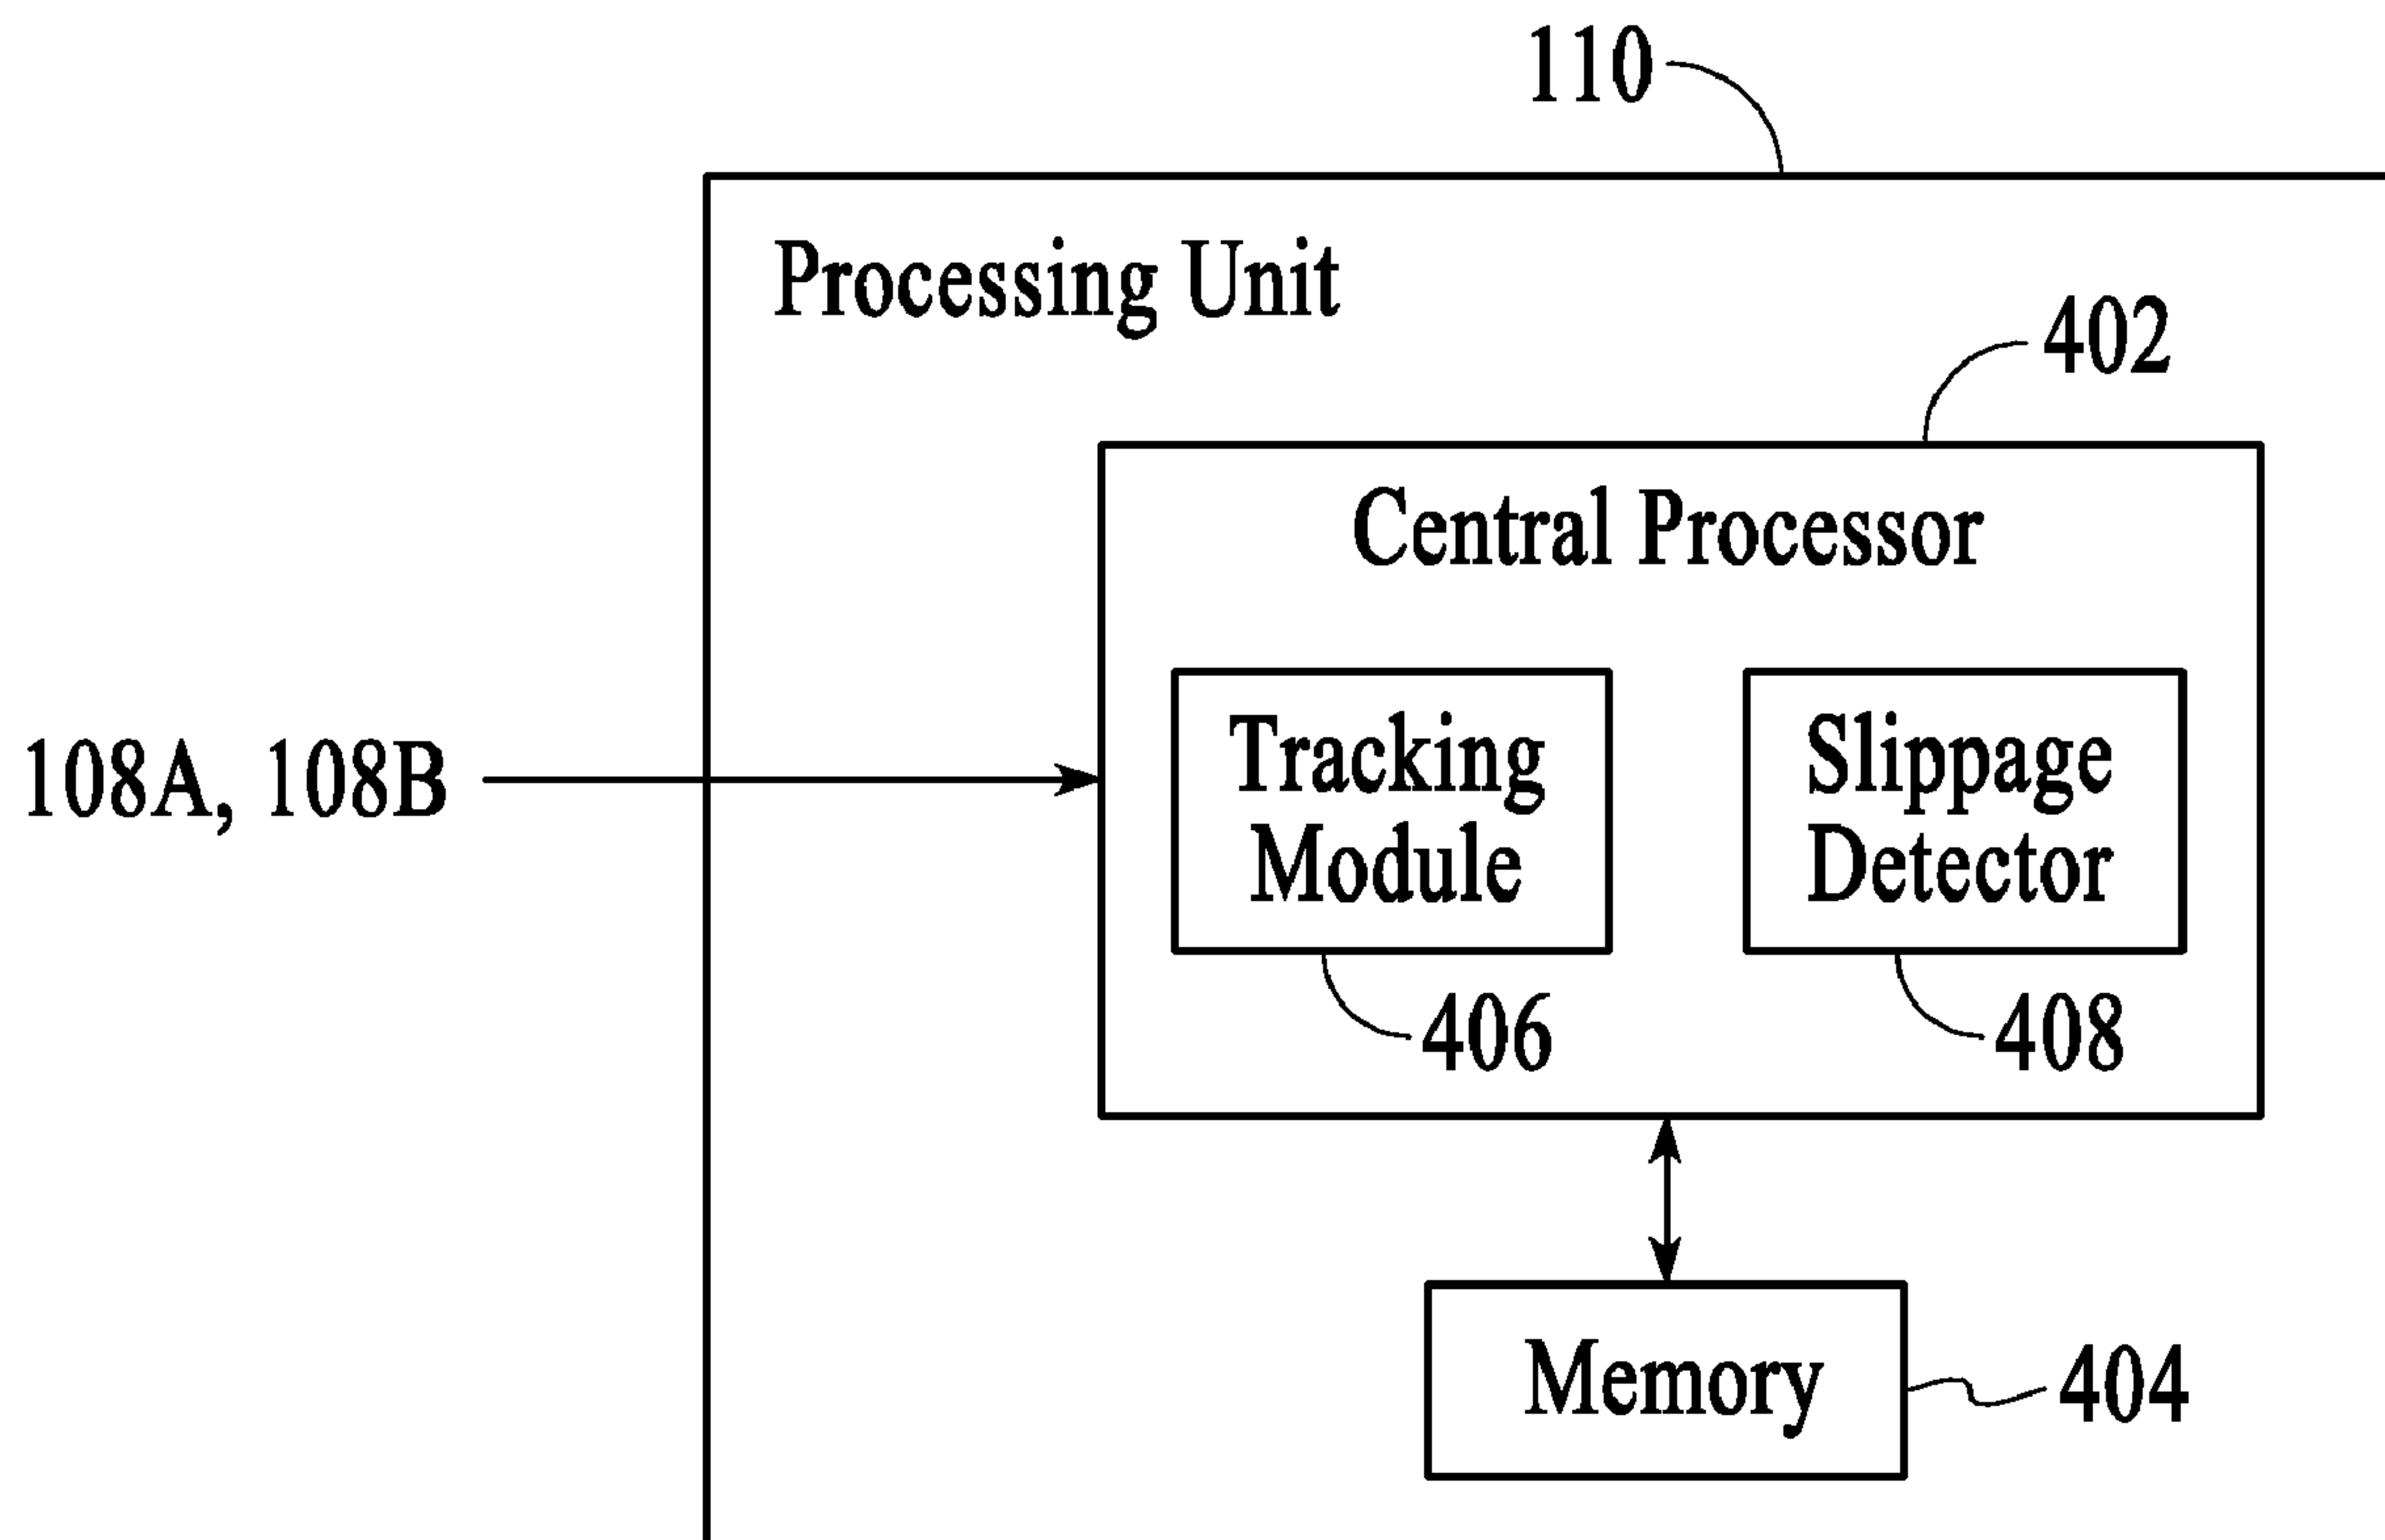 110
Processing Unit
402
Central Processor
108A, 108B
Tracking
Module
Slippage
Detector
406
408
Memory
404